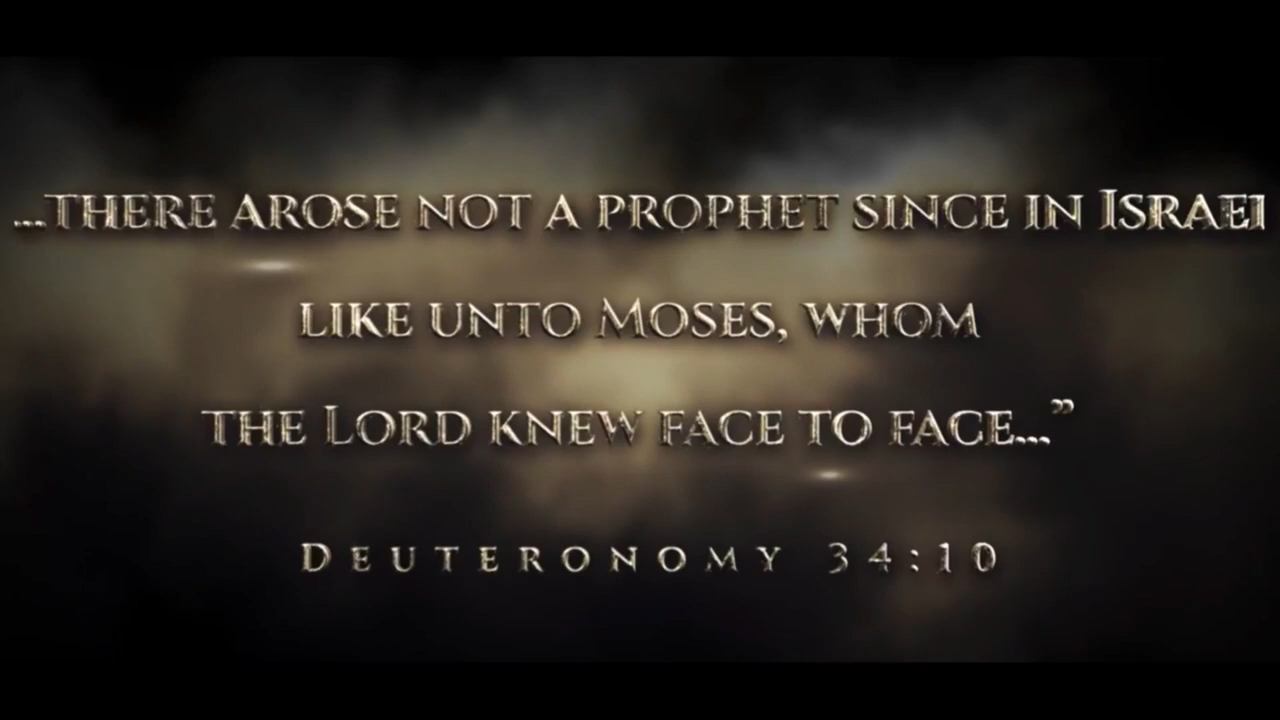 ...THERE AROSE NOT A PROPHET SINCE IN ISRAEL
LIKE UNTO MOSES, WHOM
THE LORD KNEW FACE TO FACE...”
DEUTERONOMY 34:10